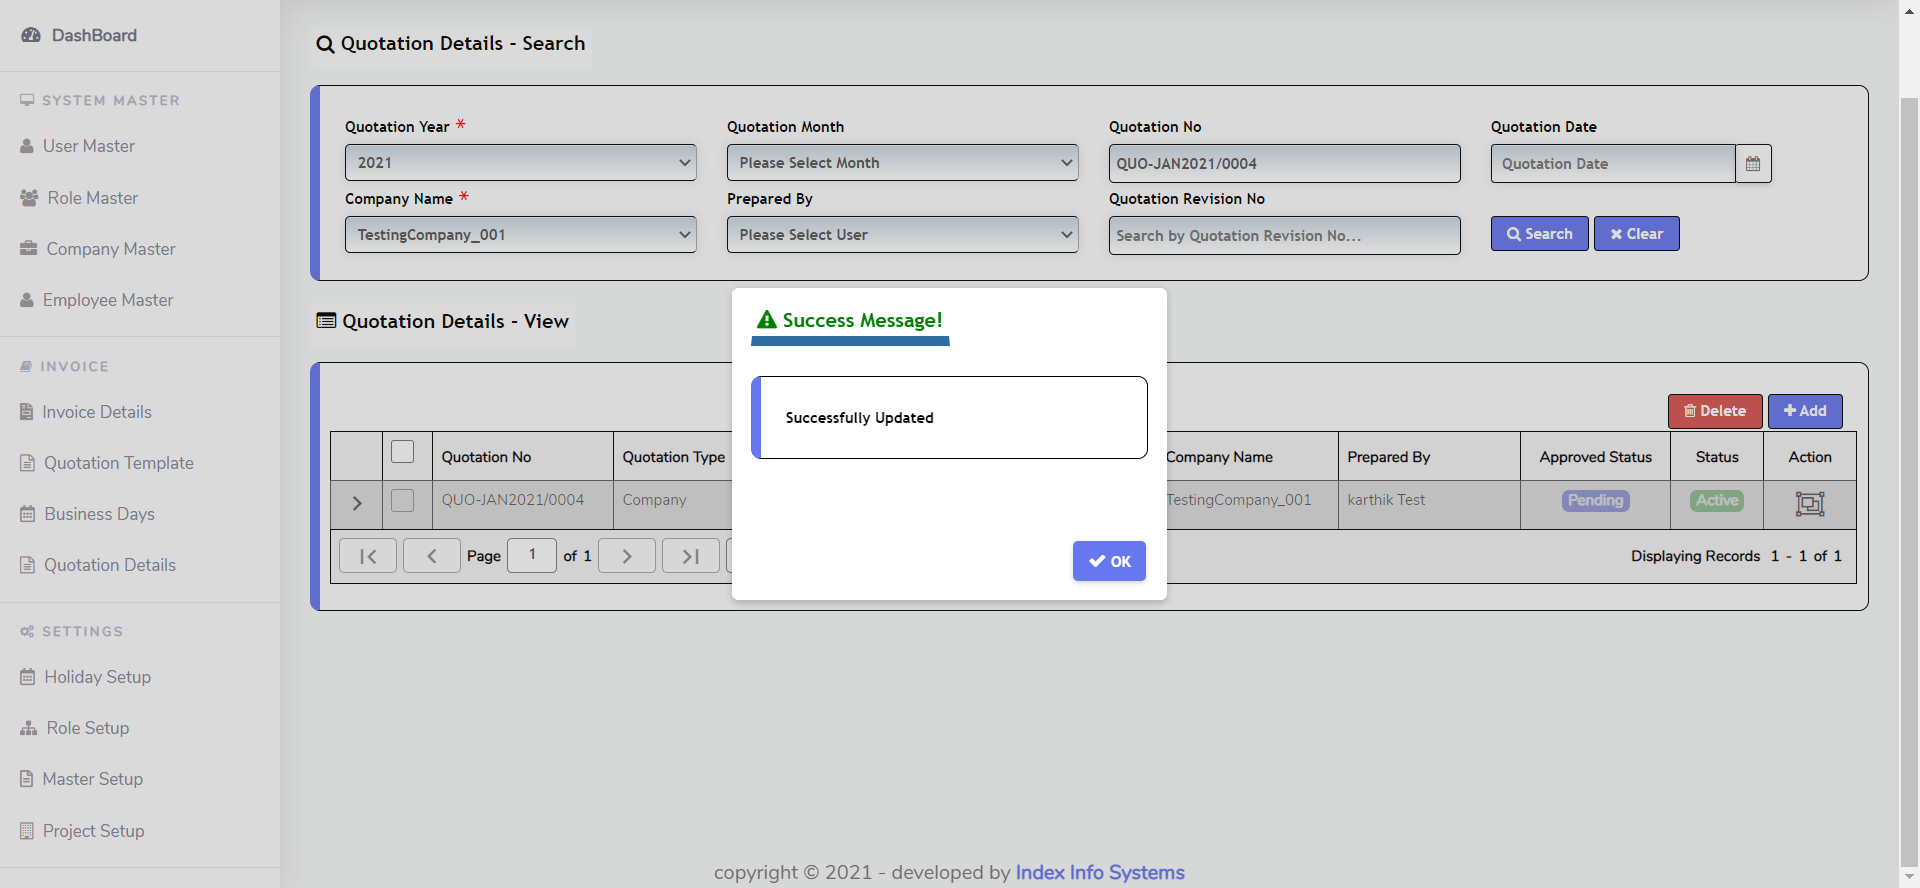 DashBoard
SYSTEM MASTER
User Master
Role Master
Company Master
Employee Master
INVOICE
Invoice Details
Quotation Template
Business Days
Quotation Details
SETTINGS
Holiday Setup
Role Setup
Master Setup
Project Setup
Quotation Details - Search
Quotation Year * Quotation Month Quotation No Quotation Date
2021 Please Select Month QUO-JAN2021/0004 Quotation Date
Company Name * Prepared By Quotation Revision No
TestingCompany_001 Please Select User Search by Quotation Revision No... Search Clear
Quotation Details - View
Delete Add
Quotation No Quotation Type Company Name Prepared By Approved Status Status Action
QUO-JAN2021/0004 Company TestingCompany_001 karthik Test Pending Active
Page 1 of 1 Displaying Records 1 - 1 of 1
Success Message!
Successfully Updated
OK
copyright © 2021 - developed by Index Info Systems